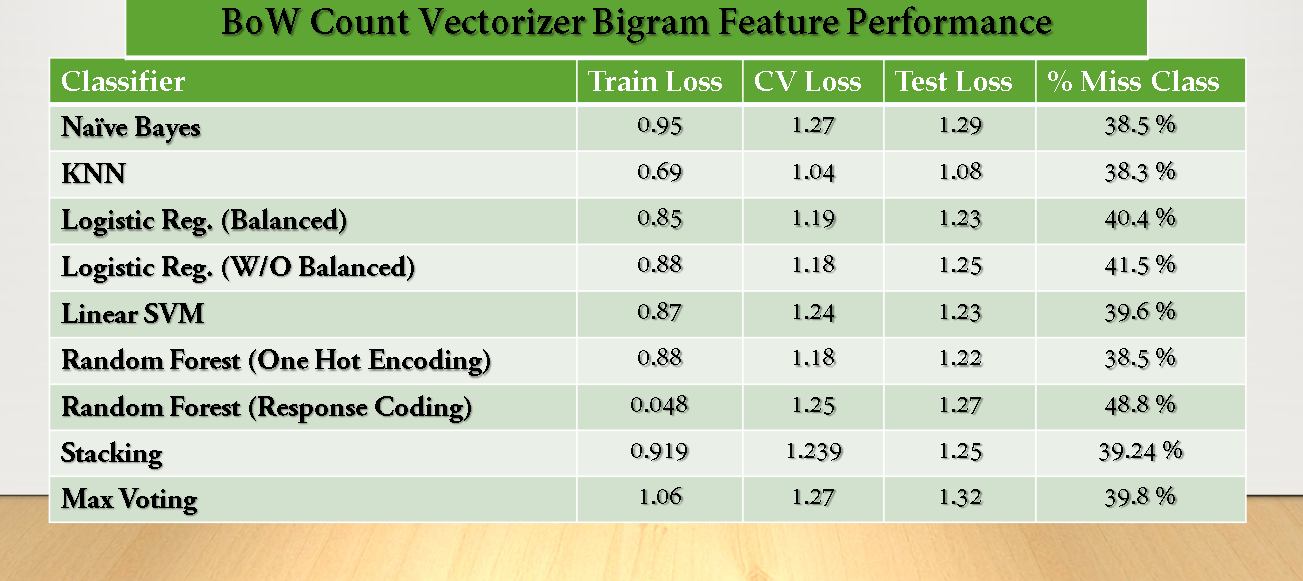 BoW Count Vectorizer Bigram Feature Performance
Classifier Train Loss CV Loss Test Loss % Miss Class
Naïve Bayes 0.95 1.27 1.29 38.5 %
KNN 0.69 1.04 1.08 38.3 %
Logistic Reg. (Balanced) 0.85 1.19 1.23 40.4 %
Logistic Reg. (W/O Balanced) 0.88 1.18 1.25 41.5 %
Linear SVM 0.87 1.24 1.23 39.6 %
Random Forest (One Hot Encoding) 0.88 1.18 1.22 38.5 %
Random Forest (Response Coding) 0.048 1.25 1.27 48.8 %
Stacking 0.919 1.239 1.25 39.24 %
Max Voting 1.06 1.27 1.32 39.8 %